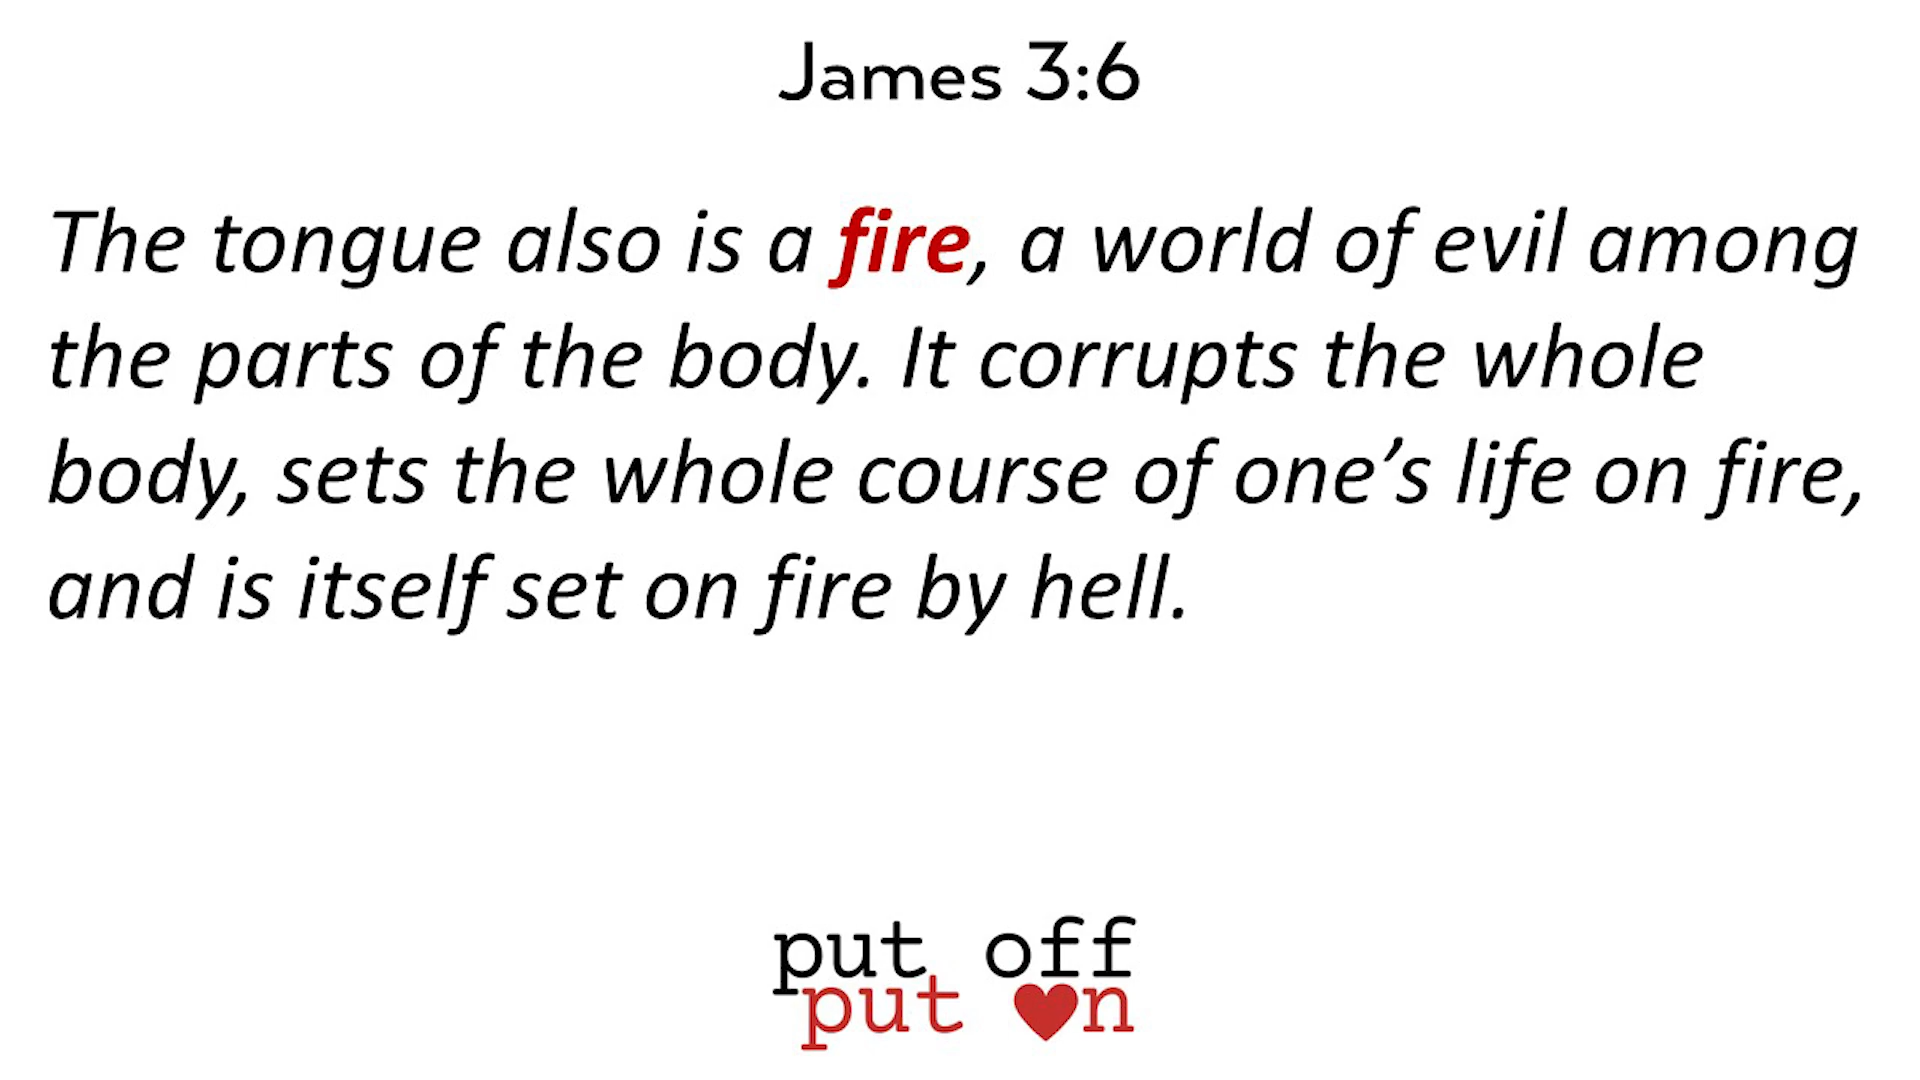 James 3:6
The tongue also is a fire, a world of evil among
the parts of the body. It corrupts the whole
body, sets the whole course of one’s life on fire,
and is itself set on fire by hell.
put off
put ♥n